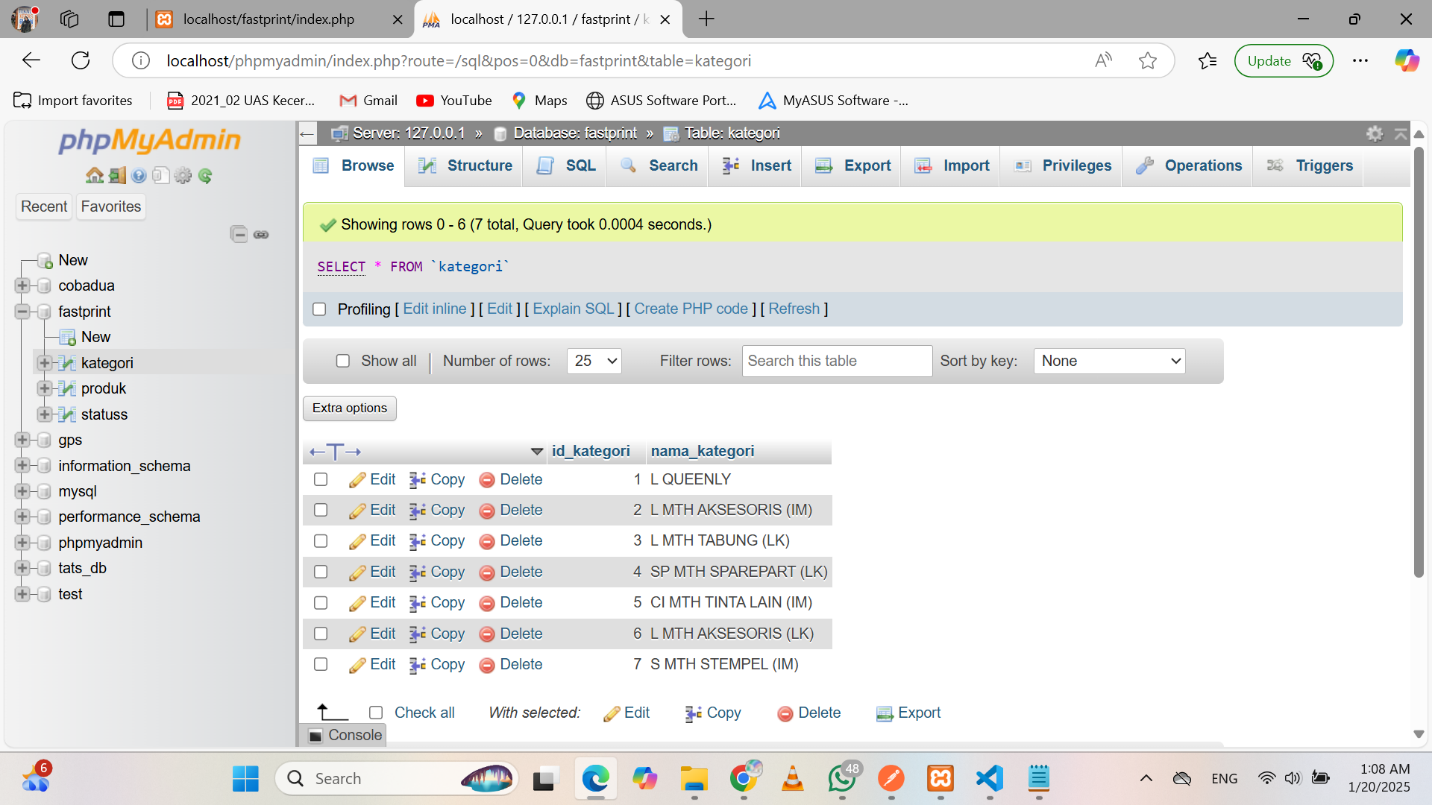 localhost/fastprint/index.php
localhost / 127.0.0.1 / fastprint / k
localhost/phpmyadmin/index.php?route=/sql&pos=0&db=fastprint&table=kategori
Update
Import favorites
2021_02 UAS Kecer...
Gmail
YouTube
Maps
ASUS Software Port...
MyASUS Software -...
phpMyAdmin
Recent
Favorites
New
cobadua
fastprint
New
kategori
produk
statuss
gps
information_schema
mysql
performance_schema
phpmyadmin
tats_db
test
Server: 127.0.0.1 » Database: fastprint » Table: kategori
Browse Structure SQL Search Insert Export Import Privileges Operations Triggers
Showing rows 0 - 6 (7 total, Query took 0.0004 seconds.)
SELECT * FROM `kategori`
Profiling [ Edit inline ] [ Edit ] [ Explain SQL ] [ Create PHP code ] [ Refresh ]
Show all Number of rows: 25 Filter rows: Search this table Sort by key: None
Extra options
←T→ id_kategori nama_kategori
Edit Copy Delete 1 L QUEENLY
Edit Copy Delete 2 L MTH AKSESORIS (IM)
Edit Copy Delete 3 L MTH TABUNG (LK)
Edit Copy Delete 4 SP MTH SPAREPART (LK)
Edit Copy Delete 5 CI MTH TINTA LAIN (IM)
Edit Copy Delete 6 L MTH AKSESORIS (LK)
Edit Copy Delete 7 S MTH STEMPEL (IM)
Check all With selected: Edit Copy Delete Export
Console
6
Search
48
ENG
1:08 AM
1/20/2025